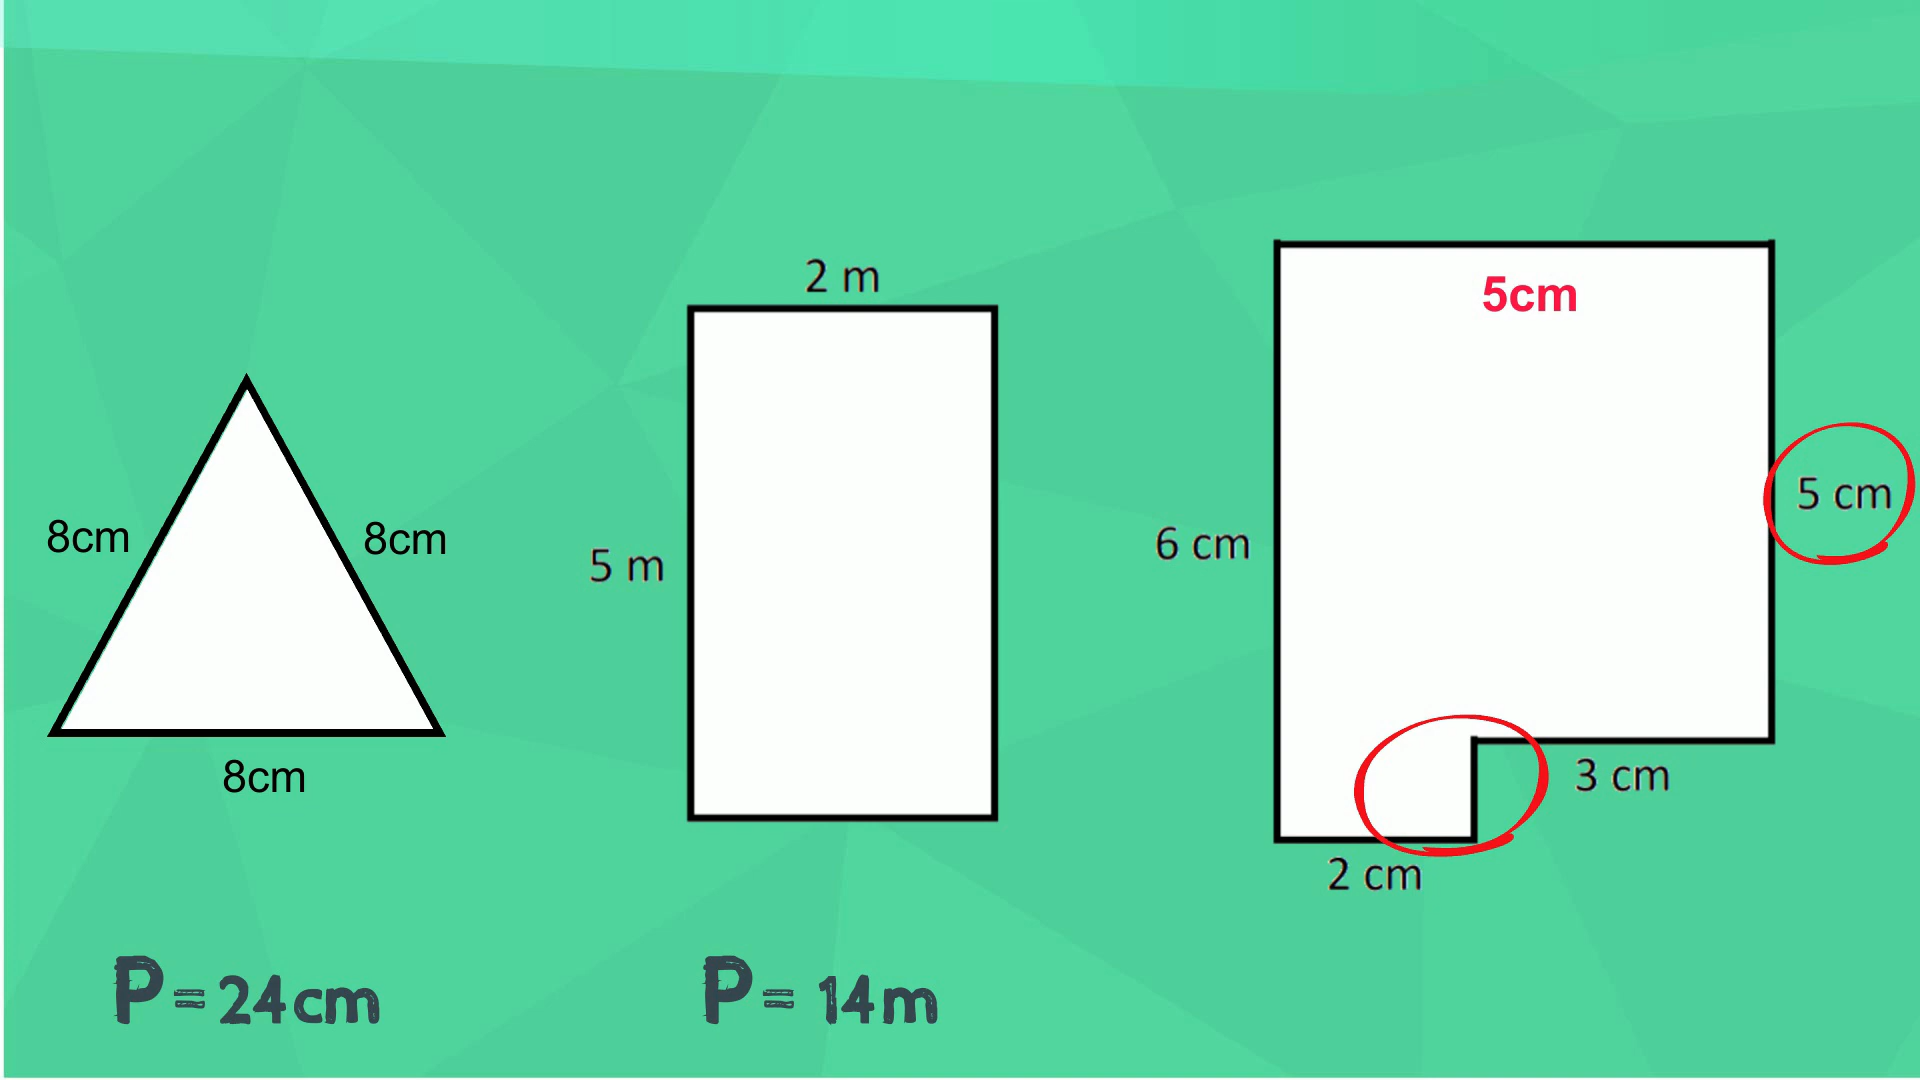 8cm
8cm
8cm
P = 24cm
2 m
5 m
P = 14m
5cm
6 cm
5 cm
3 cm
2 cm